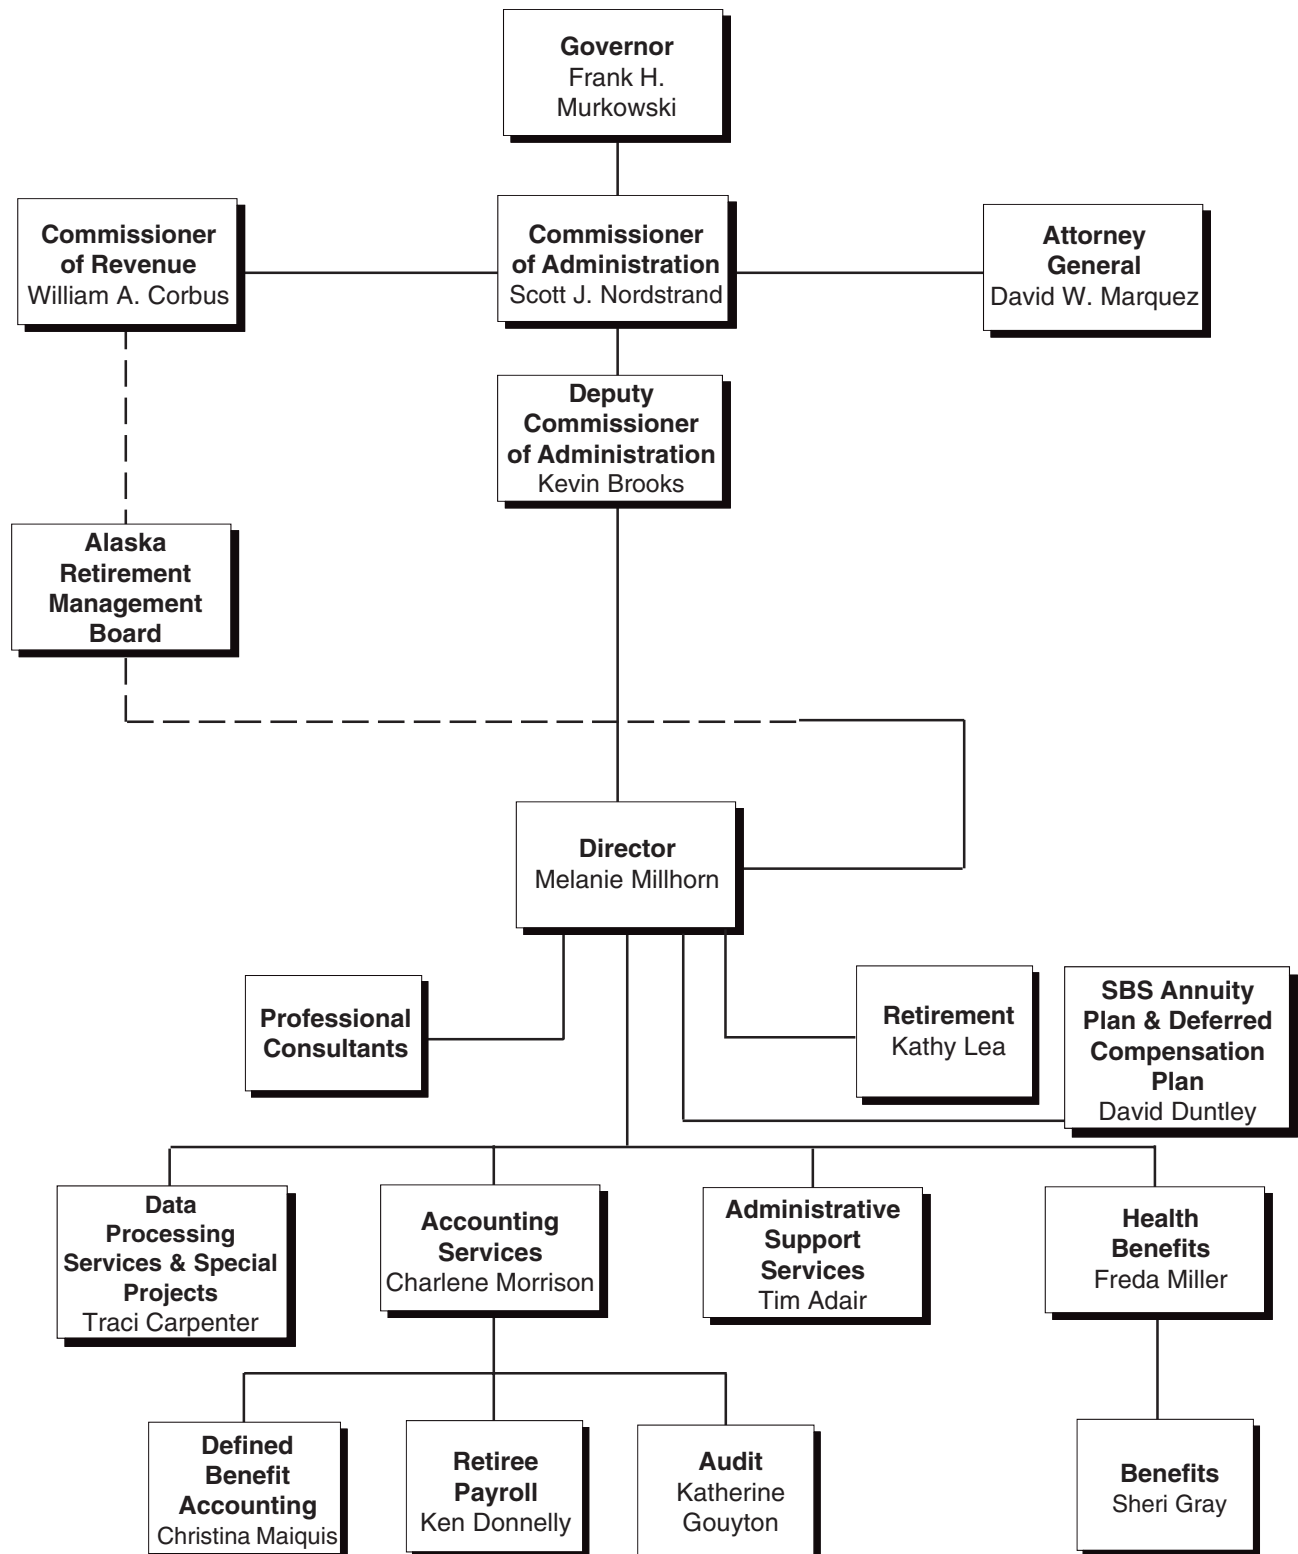 Governor
Frank H.
Murkowski
Commissioner
of Revenue
William A. Corbus
Commissioner
of Administration
Scott J. Nordstrand
Attorney
General
David W. Marquez
Deputy
Commissioner
of Administration
Kevin Brooks
Alaska
Retirement
Management
Board
Director
Melanie Millhorn
Professional
Consultants
Retirement
Kathy Lea
SBS Annuity
Plan & Deferred
Compensation
Plan
David Duntley
Data
Processing
Services & Special
Projects
Traci Carpenter
Accounting
Services
Charlene Morrison
Administrative
Support
Services
Tim Adair
Health
Benefits
Freda Miller
Defined
Benefit
Accounting
Christina Maiquis
Retiree
Payroll
Ken Donnelly
Audit
Katherine
Gouyton
Benefits
Sheri Gray